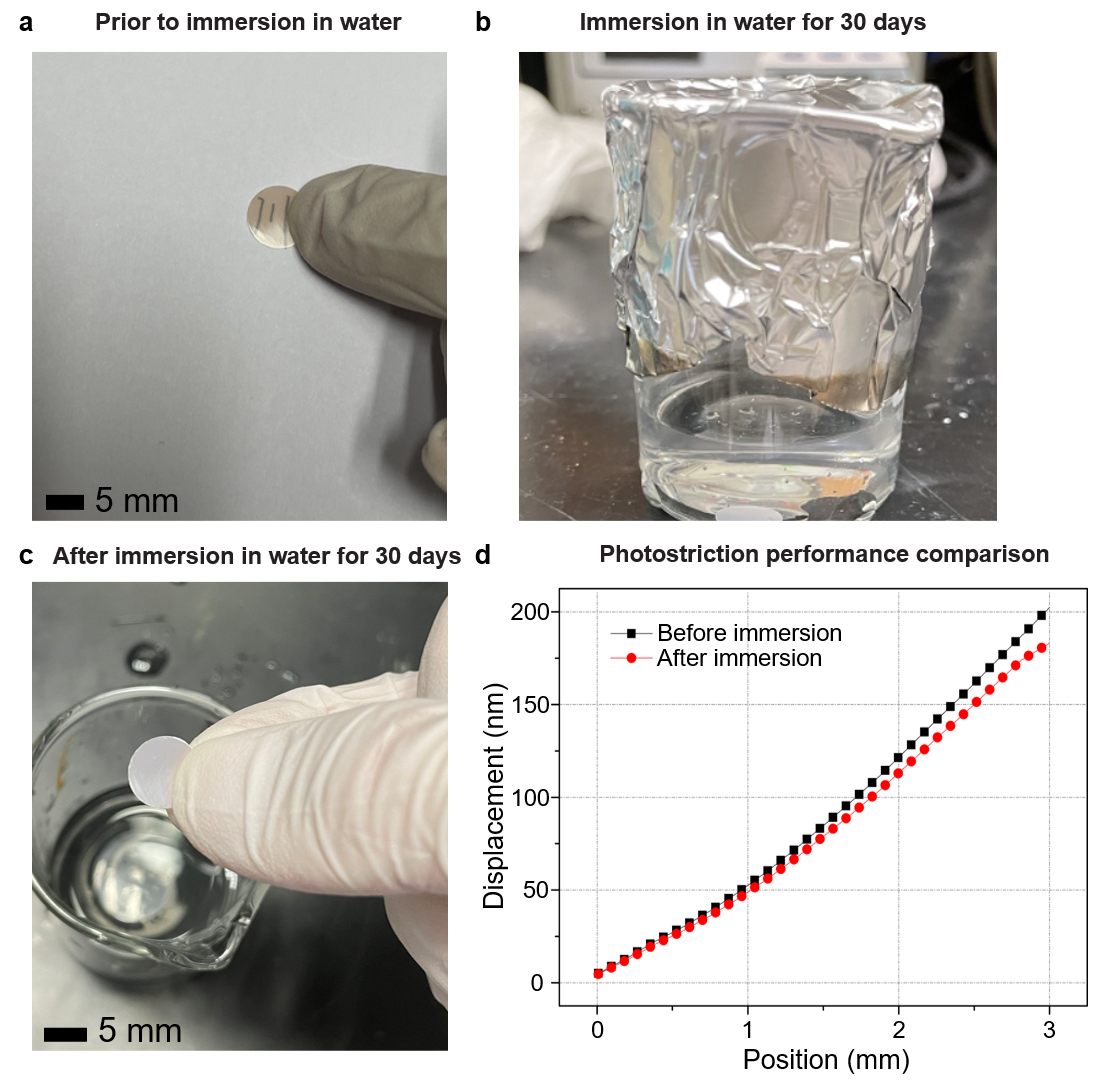 a Prior to immersion in water
b Immersion in water for 30 days
5 mm
c After immersion in water for 30 days
d Photostriction performance comparison
5 mm
Before immersion
After immersion
200
150
100
50
0
Displacement (nm)
0 1 2 3
Position (mm)